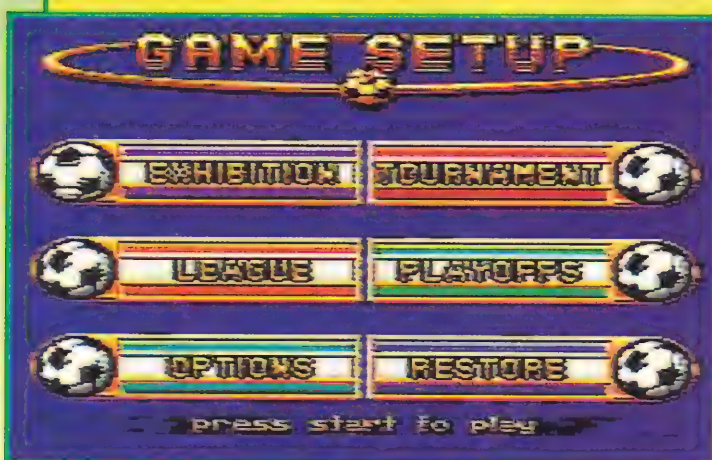 GAME SETUP
EXHIBITION TOURNAMENT
LEAGUE PLAYOFFS
OPTIONS RESTORE
press start to play